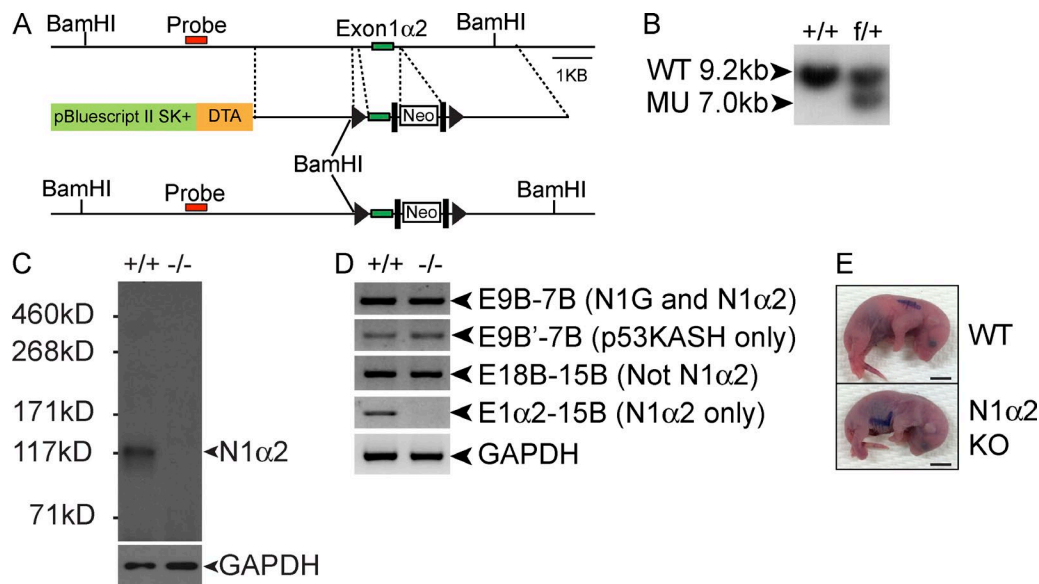 A
BamHI
Probe
Exon1α2
BamHI
1KB
pBluescript II SK+
DTA
Neo
BamHI
BamHI
Probe
BamHI
Neo
B
+/+ f/+
WT 9.2kb
MU 7.0kb
C
+/+ -/-
460kD
268kD
171kD
117kD
71kD
N1α2
GAPDH
D
+/+ -/-
E9B-7B (N1G and N1α2)
E9B'-7B (p53KASH only)
E18B-15B (Not N1α2)
E1α2-15B (N1α2 only)
GAPDH
E
WT
N1α2
KO